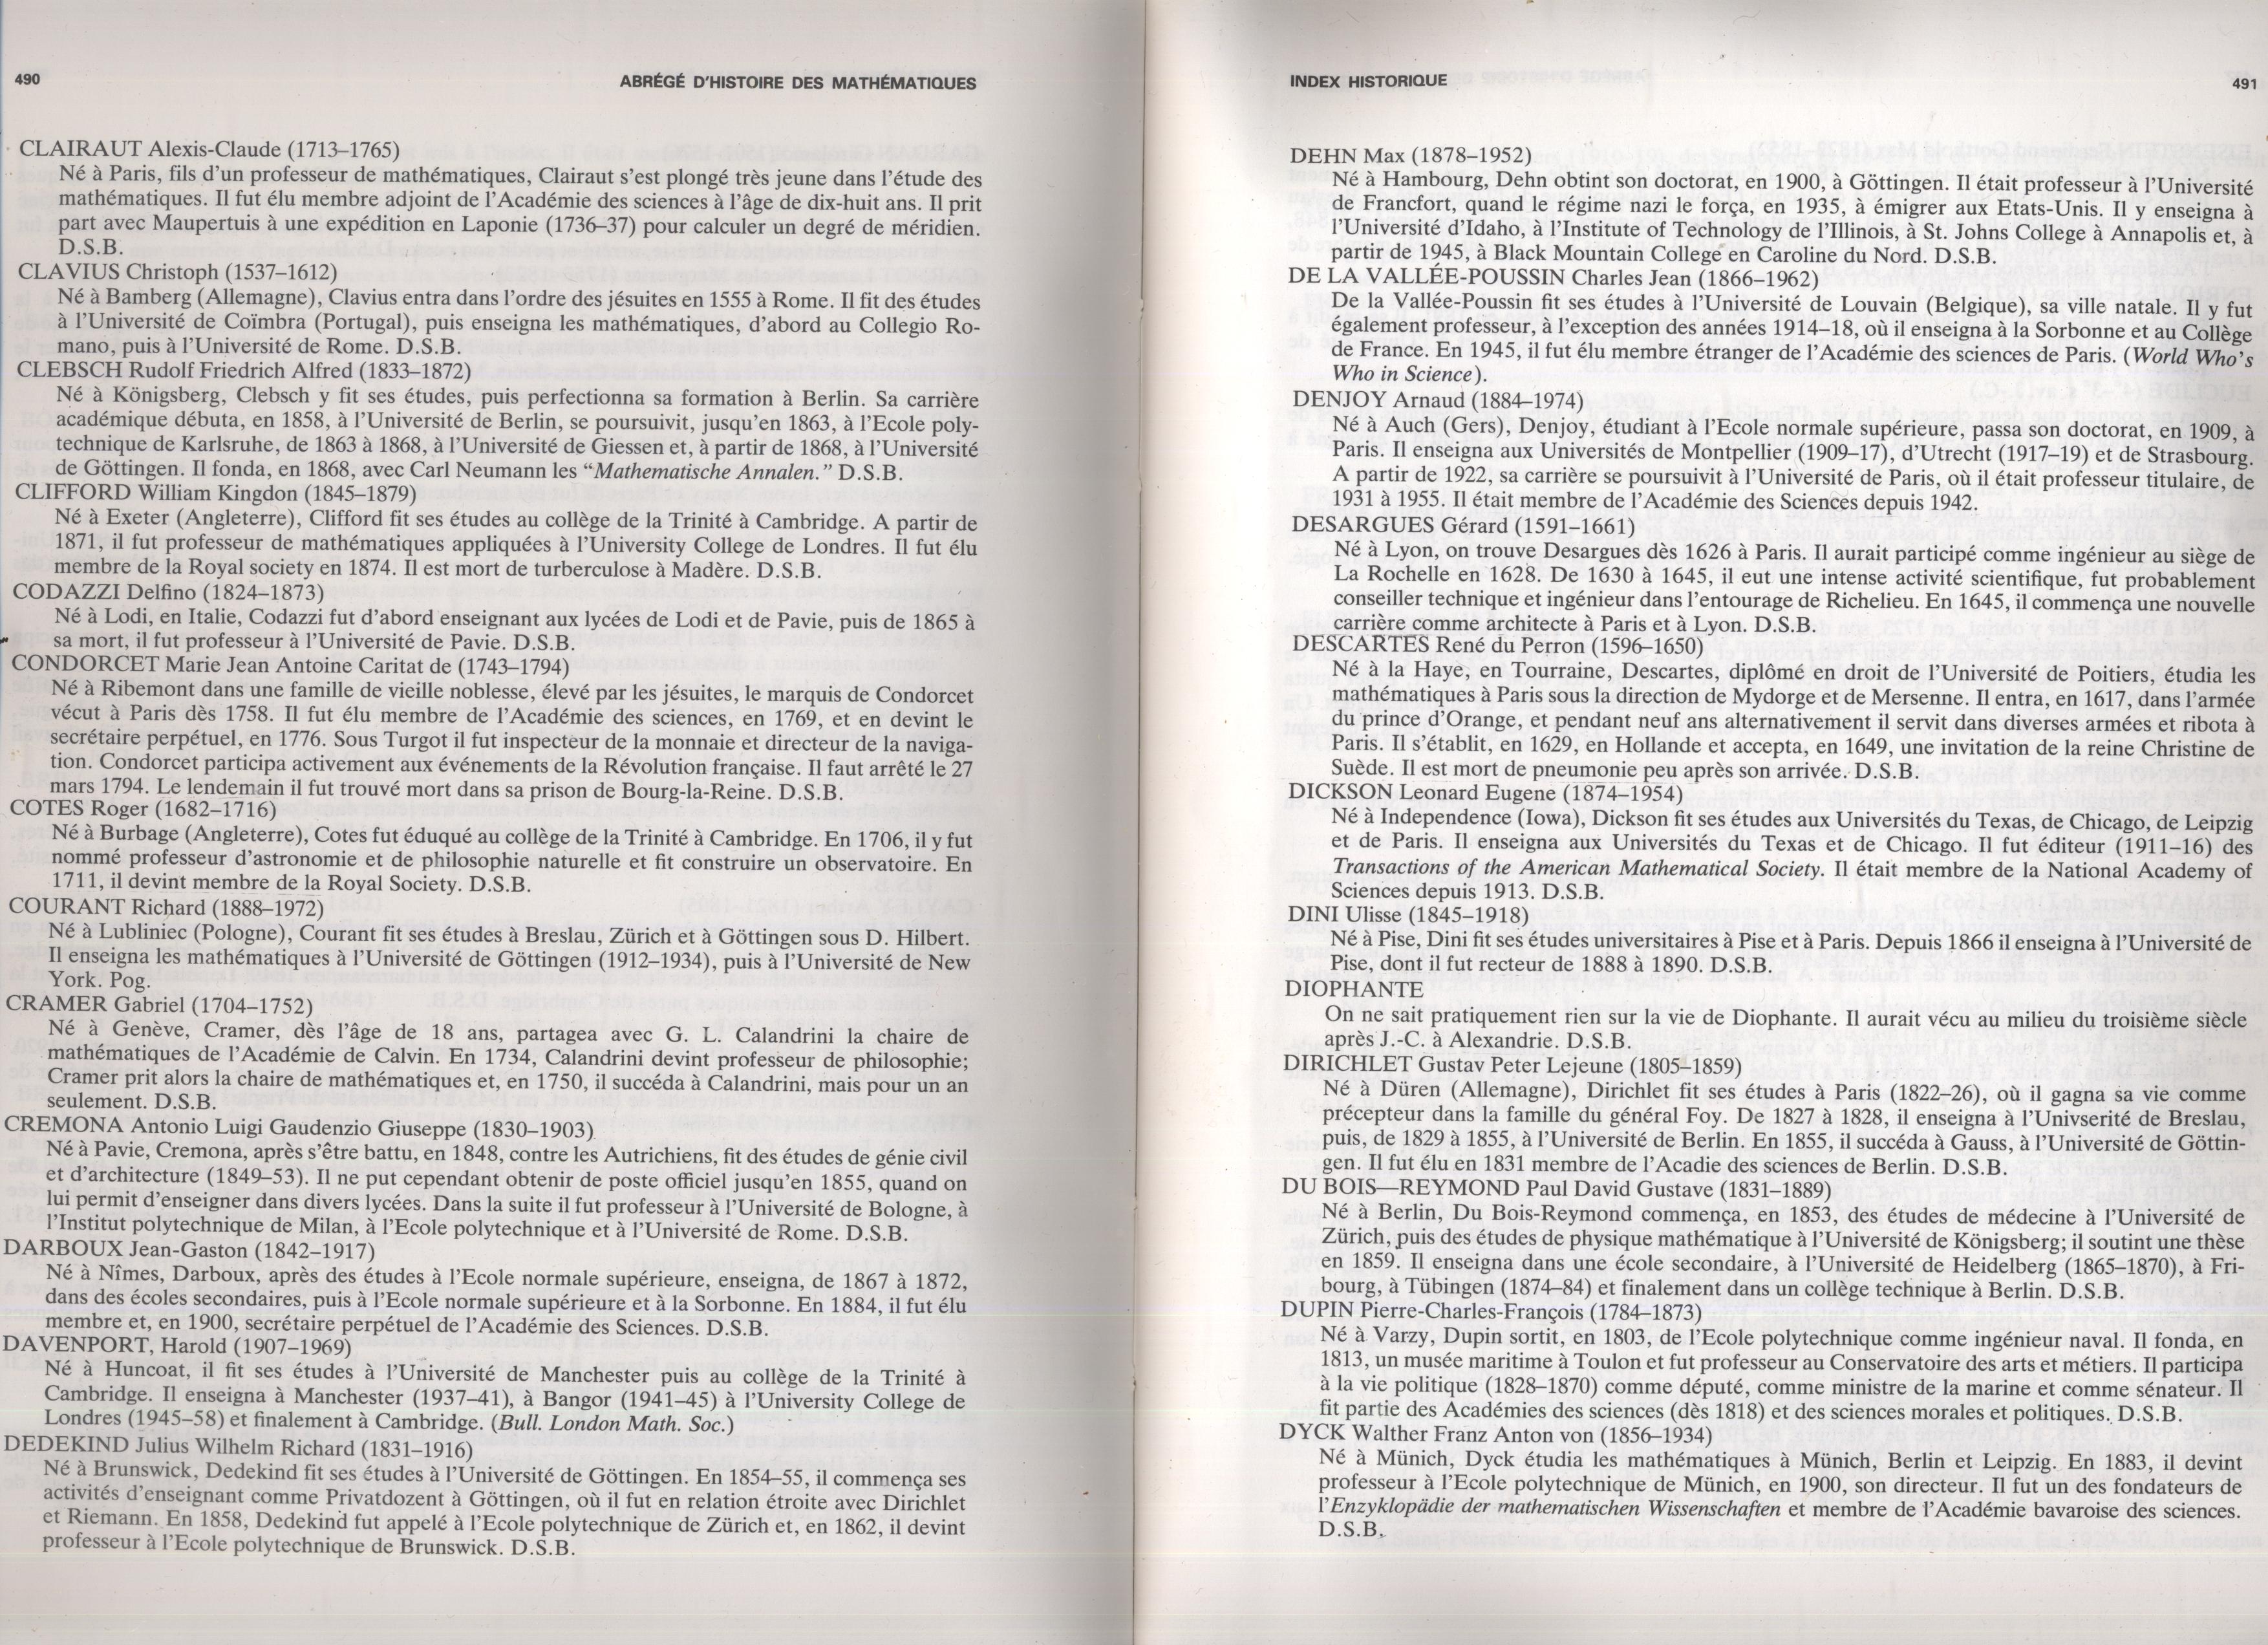 490
ABRÉGÉ D'HISTOIRE DES MATHÉMATIQUES
CLAIRAUT Alexis-Claude (1713–1765)
Né à Paris, fils d'un professeur de mathématiques, Clairaut s'est plongé très jeune dans l'étude des
mathématiques. Il fut élu membre adjoint de l'Académie des sciences à l'âge de dix-huit ans. Il prit
part avec Maupertuis à une expédition en Laponie (1736–37) pour calculer un degré de méridien.
D.S.B.
CLAVIUS Christoph (1537–1612)
Né à Bamberg (Allemagne), Clavius entra dans l'ordre des jésuites en 1555 à Rome. Il fit des études
à l'Université de Coïmbra (Portugal), puis enseigna les mathématiques, d'abord au Collegio Ro-
mano, puis à l'Université de Rome. D.S.B.
CLEBSCH Rudolf Friedrich Alfred (1833–1872)
Né à Königsberg, Clebsch y fit ses études, puis perfectionna sa formation à Berlin. Sa carrière
académique débuta, en 1858, à l'Université de Berlin, se poursuivit, jusqu'en 1863, à l'Ecole poly-
technique de Karlsruhe, de 1863 à 1868, à l'Université de Giessen et, à partir de 1868, à l'Université
de Göttingen. Il fonda, en 1868, avec Carl Neumann les “Mathematische Annalen.” D.S.B.
CLIFFORD William Kingdon (1845–1879)
Né à Exeter (Angleterre), Clifford fit ses études au collège de la Trinité à Cambridge. A partir de
1871, il fut professeur de mathématiques appliquées à l'University College de Londres. Il fut élu
membre de la Royal society en 1874. Il est mort de turberculose à Madère. D.S.B.
CODAZZI Delfino (1824–1873)
Né à Lodi, en Italie, Codazzi fut d'abord enseignant aux lycées de Lodi et de Pavie, puis de 1865 à
sa mort, il fut professeur à l'Université de Pavie. D.S.B.
CONDORCET Marie Jean Antoine Caritat de (1743–1794)
Né à Ribemont dans une famille de vieille noblesse, élevé par les jésuites, le marquis de Condorcet
vécut à Paris dès 1758. Il fut élu membre de l'Académie des sciences, en 1769, et en devint le
secrétaire perpétuel, en 1776. Sous Turgot il fut inspecteur de la monnaie et directeur de la naviga-
tion. Condorcet participa activement aux événements de la Révolution française. Il faut arrêté le 27
mars 1794. Le lendemain il fut trouvé mort dans sa prison de Bourg-la-Reine. D.S.B.
COTES Roger (1682–1716)
Né à Burbage (Angleterre), Cotes fut éduqué au collège de la Trinité à Cambridge. En 1706, il y fut
nommé professeur d'astronomie et de philosophie naturelle et fit construire un observatoire. En
1711, il devint membre de la Royal Society. D.S.B.
COURANT Richard (1888–1972)
Né à Lubliniec (Pologne), Courant fit ses études à Breslau, Zürich et à Göttingen sous D. Hilbert.
Il enseigna les mathématiques à l'Université de Göttingen (1912–1934), puis à l'Université de New
York. Pog.
CRAMER Gabriel (1704–1752)
Né à Genève, Cramer, dès l'âge de 18 ans, partagea avec G. L. Calandrini la chaire de
mathématiques de l'Académie de Calvin. En 1734, Calandrini devint professeur de philosophie;
Cramer prit alors la chaire de mathématiques et, en 1750, il succéda à Calandrini, mais pour un an
seulement. D.S.B.
CREMONA Antonio Luigi Gaudenzio Giuseppe (1830–1903)
Né à Pavie, Cremona, après s'être battu, en 1848, contre les Autrichiens, fit des études de génie civil
et d'architecture (1849–53). Il ne put cependant obtenir de poste officiel jusqu'en 1855, quand on
lui permit d'enseigner dans divers lycées. Dans la suite il fut professeur à l'Université de Bologne, à
l'Institut polytechnique de Milan, à l'Ecole polytechnique et à l'Université de Rome. D.S.B.
DARBOUX Jean-Gaston (1842–1917)
Né à Nîmes, Darboux, après des études à l'Ecole normale supérieure, enseigna, de 1867 à 1872,
dans des écoles secondaires, puis à l'Ecole normale supérieure et à la Sorbonne. En 1884, il fut élu
membre et, en 1900, secrétaire perpétuel de l'Académie des Sciences. D.S.B.
DAVENPORT, Harold (1907–1969)
Né à Huncoat, il fit ses études à l'Université de Manchester puis au collège de la Trinité à
Cambridge. Il enseigna à Manchester (1937–41), à Bangor (1941–45) à l'University College de
Londres (1945–58) et finalement à Cambridge. (Bull. London Math. Soc.)
DEDEKIND Julius Wilhelm Richard (1831–1916)
Né à Brunswick, Dedekind fit ses études à l'Université de Göttingen. En 1854–55, il commença ses
activités d'enseignant comme Privatdozent à Göttingen, où il fut en relation étroite avec Dirichlet
et Riemann. En 1858, Dedekind fut appelé à l'Ecole polytechnique de Zürich et, en 1862, il devint
professeur à l'Ecole polytechnique de Brunswick. D.S.B.
INDEX HISTORIQUE
491
DEHN Max (1878–1952)
Né à Hambourg, Dehn obtint son doctorat, en 1900, à Göttingen. Il était professeur à l'Université
de Francfort, quand le régime nazi le força, en 1935, à émigrer aux Etats-Unis. Il y enseigna à
l'Université d'Idaho, à l'Institute of Technology de l'Illinois, à St. Johns College à Annapolis et, à
partir de 1945, à Black Mountain College en Caroline du Nord. D.S.B.
DE LA VALLÉE-POUSSIN Charles Jean (1866–1962)
De la Vallée-Poussin fit ses études à l'Université de Louvain (Belgique), sa ville natale. Il y fut
également professeur, à l'exception des années 1914–18, où il enseigna à la Sorbonne et au Collège
de France. En 1945, il fut élu membre étranger de l'Académie des sciences de Paris. (World Who's
Who in Science).
DENJOY Arnaud (1884–1974)
Né à Auch (Gers), Denjoy, étudiant à l'Ecole normale supérieure, passa son doctorat, en 1909, à
Paris. Il enseigna aux Universités de Montpellier (1909–17), d'Utrecht (1917–19) et de Strasbourg.
A partir de 1922, sa carrière se poursuivit à l'Université de Paris, où il était professeur titulaire, de
1931 à 1955. Il était membre de l'Académie des Sciences depuis 1942.
DESARGUES Gérard (1591–1661)
Né à Lyon, on trouve Desargues dès 1626 à Paris. Il aurait participé comme ingénieur au siège de
La Rochelle en 1628. De 1630 à 1645, il eut une intense activité scientifique, fut probablement
conseiller technique et ingénieur dans l'entourage de Richelieu. En 1645, il commença une nouvelle
carrière comme architecte à Paris et à Lyon. D.S.B.
DESCARTES René du Perron (1596–1650)
Né à la Haye, en Tourraine, Descartes, diplômé en droit de l'Université de Poitiers, étudia les
mathématiques à Paris sous la direction de Mydorge et de Mersenne. Il entra, en 1617, dans l'armée
du prince d'Orange, et pendant neuf ans alternativement il servit dans diverses armées et ribota à
Paris. Il s'établit, en 1629, en Hollande et accepta, en 1649, une invitation de la reine Christine de
Suède. Il est mort de pneumonie peu après son arrivée. D.S.B.
DICKSON Leonard Eugene (1874–1954)
Né à Independence (Iowa), Dickson fit ses études aux Universités du Texas, de Chicago, de Leipzig
et de Paris. Il enseigna aux Universités du Texas et de Chicago. Il fut éditeur (1911–16) des
Transactions of the American Mathematical Society. Il était membre de la National Academy of
Sciences depuis 1913. D.S.B.
DINI Ulisse (1845–1918)
Né à Pise, Dini fit ses études universitaires à Pise et à Paris. Depuis 1866 il enseigna à l'Université de
Pise, dont il fut recteur de 1888 à 1890. D.S.B.
DIOPHANTE
On ne sait pratiquement rien sur la vie de Diophante. Il aurait vécu au milieu du troisième siècle
après J.-C. à Alexandrie. D.S.B.
DIRICHLET Gustav Peter Lejeune (1805–1859)
Né à Düren (Allemagne), Dirichlet fit ses études à Paris (1822–26), où il gagna sa vie comme
précepteur dans la famille du général Foy. De 1827 à 1828, il enseigna à l'Univserité de Breslau,
puis, de 1829 à 1855, à l'Université de Berlin. En 1855, il succéda à Gauss, à l'Université de Göttin-
gen. Il fut élu en 1831 membre de l'Acadie des sciences de Berlin. D.S.B.
DU BOIS—REYMOND Paul David Gustave (1831–1889)
Né à Berlin, Du Bois-Reymond commença, en 1853, des études de médecine à l'Université de
Zürich, puis des études de physique mathématique à l'Université de Königsberg; il soutint une thèse
en 1859. Il enseigna dans une école secondaire, à l'Université de Heidelberg (1865–1870), à Fri-
bourg, à Tübingen (1874–84) et finalement dans un collège technique à Berlin. D.S.B.
DUPIN Pierre-Charles-François (1784–1873)
Né à Varzy, Dupin sortit, en 1803, de l'Ecole polytechnique comme ingénieur naval. Il fonda, en
1813, un musée maritime à Toulon et fut professeur au Conservatoire des arts et métiers. Il participa
à la vie politique (1828–1870) comme député, comme ministre de la marine et comme sénateur. Il
fit partie des Académies des sciences (dès 1818) et des sciences morales et politiques. D.S.B.
DYCK Walther Franz Anton von (1856–1934)
Né à Münich, Dyck étudia les mathématiques à Münich, Berlin et Leipzig. En 1883, il devint
professeur à l'Ecole polytechnique de Münich, en 1900, son directeur. Il fut un des fondateurs de
l'Enzyklopädie der mathematischen Wissenschaften et membre de l'Académie bavaroise des sciences.
D.S.B.